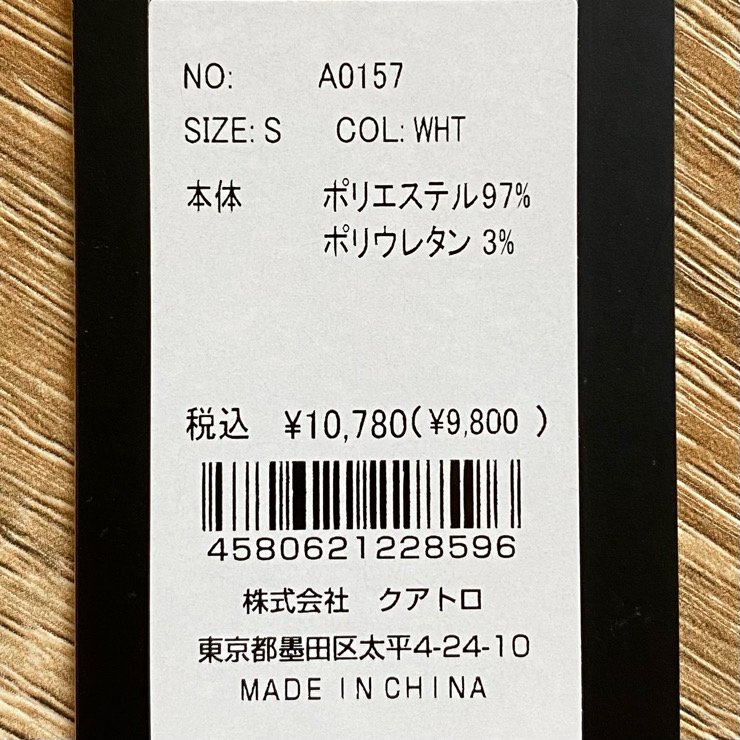 NO: A0157
SIZE: S COL: WHT
本体 ポリエステル97%
ポリウレタン 3%
税込 ¥10,780(¥9,800 )
4580621228596
株式会社 クアトロ
東京都墨田区太平4-24-10
MADE IN CHINA